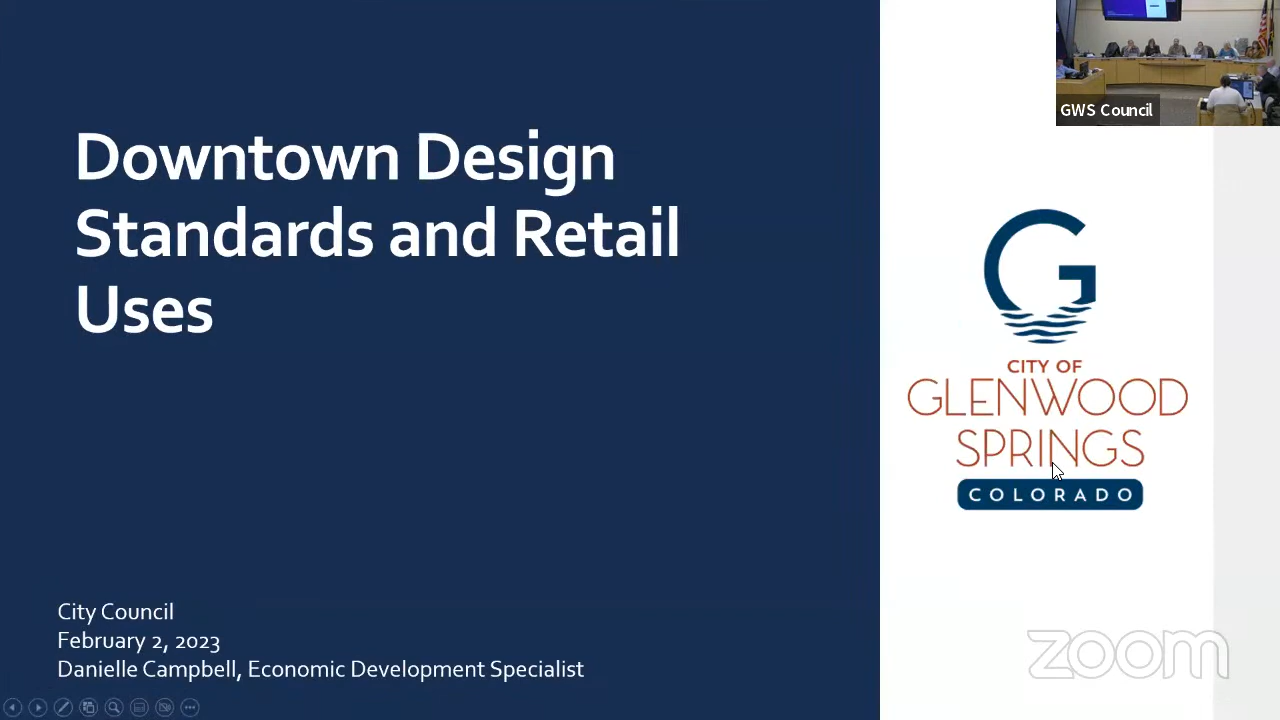 Downtown Design
Standards and Retail
Uses
City Council
February 2, 2023
Danielle Campbell, Economic Development Specialist
GWS Council
G
CITY OF
GLENWOOD
SPRINGS
COLORADO
zoom